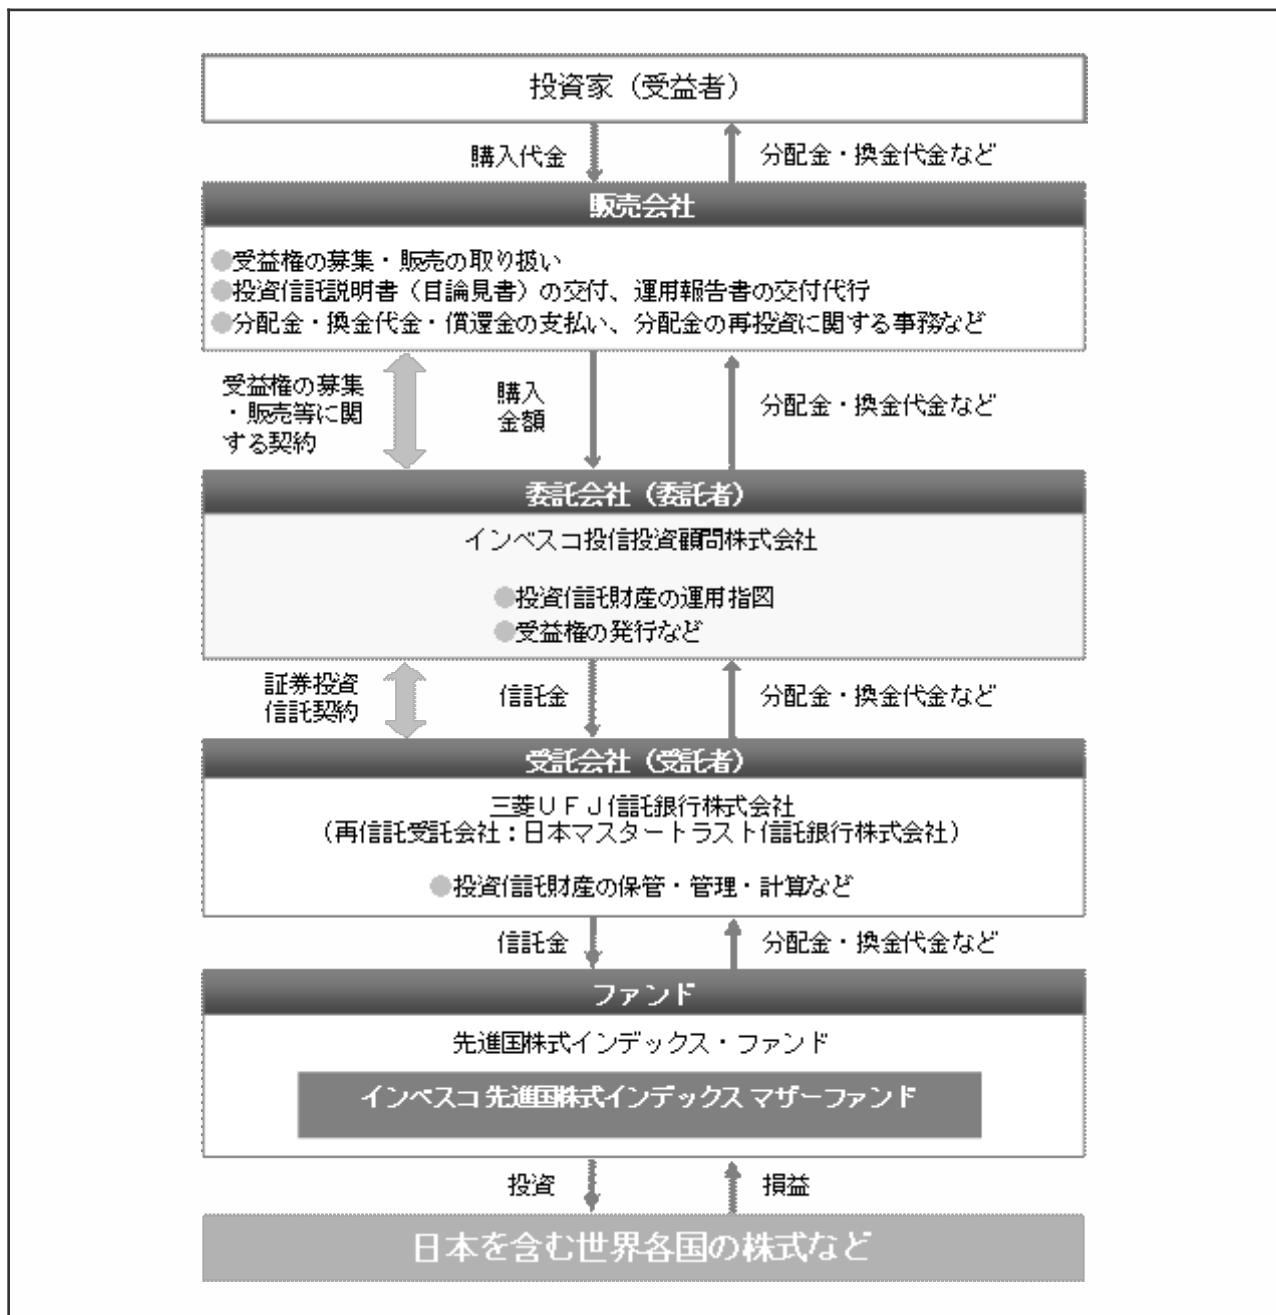 投資家（受益者）
購入代金
分配金・換金代金など
販売会社
●受益権の募集・販売の取り扱い
●投資信託説明書（目論見書）の交付、運用報告書の交付代行
●分配金・換金代金・償還金の支払い、分配金の再投資に関する事務など
受益権の募集
・販売等に関
する契約
購入
金額
分配金・換金代金など
委託会社（委託者）
インベスコ投信投資顧問株式会社
●投資信託財産の運用指図
●受益権の発行など
証券投資
信託契約
信託金
分配金・換金代金など
受託会社（受託者）
三菱ＵＦＪ信託銀行株式会社
（再信託受託会社：日本マスタートラスト信託銀行株式会社）
●投資信託財産の保管・管理・計算など
信託金
分配金・換金代金など
ファンド
先進国株式インデックス・ファンド
インベスコ 先進国株式インデックス マザーファンド
投資
損益
日本を含む世界各国の株式など